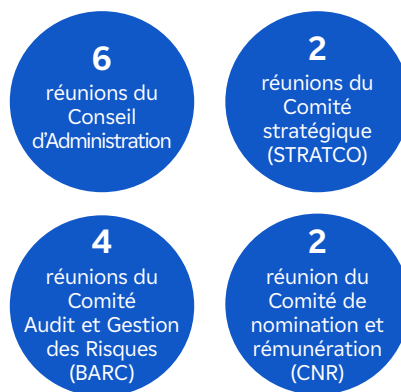 6
réunions du
Conseil
d’Administration
2
réunions du
Comité
stratégique
(STRATCO)
4
réunions du
Comité
Audit et Gestion
des Risques
(BARC)
2
réunion du
Comité de
nomination et
rémunération
(CNR)